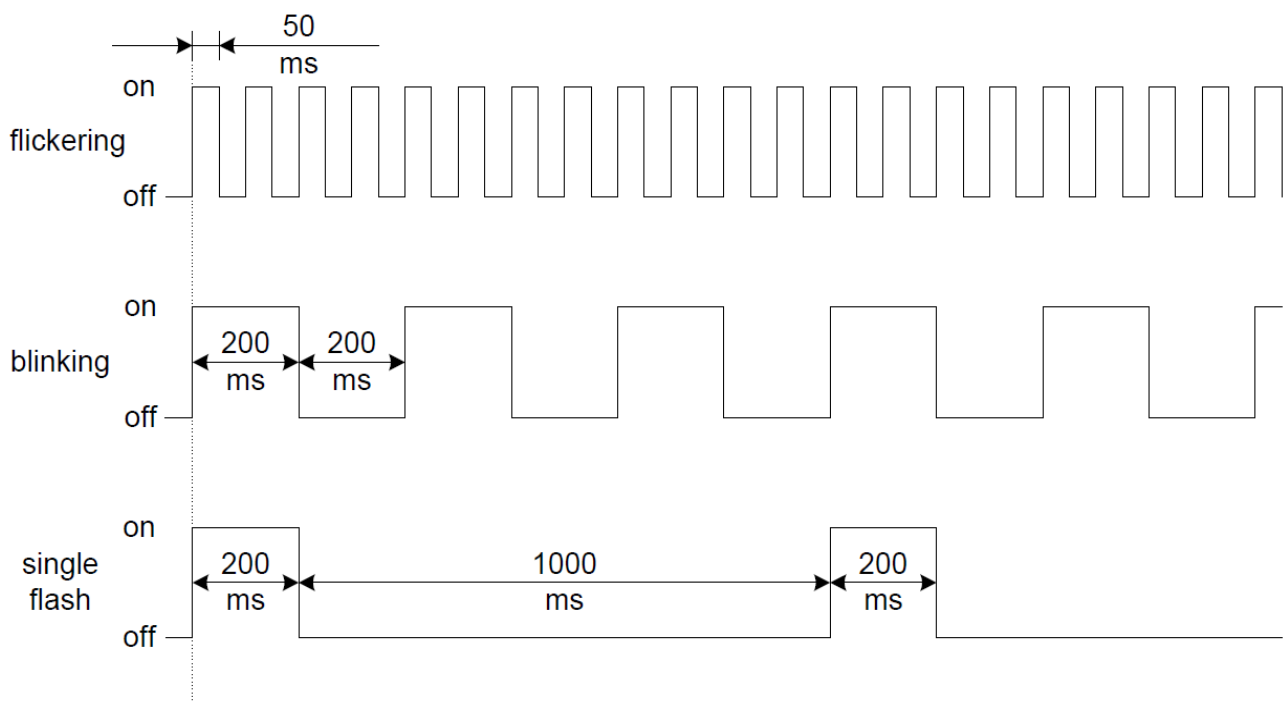 50
ms
on
flickering
off
on
200 200
blinking
ms ms
off
on
single 200 1000 200
flash ms ms ms
off